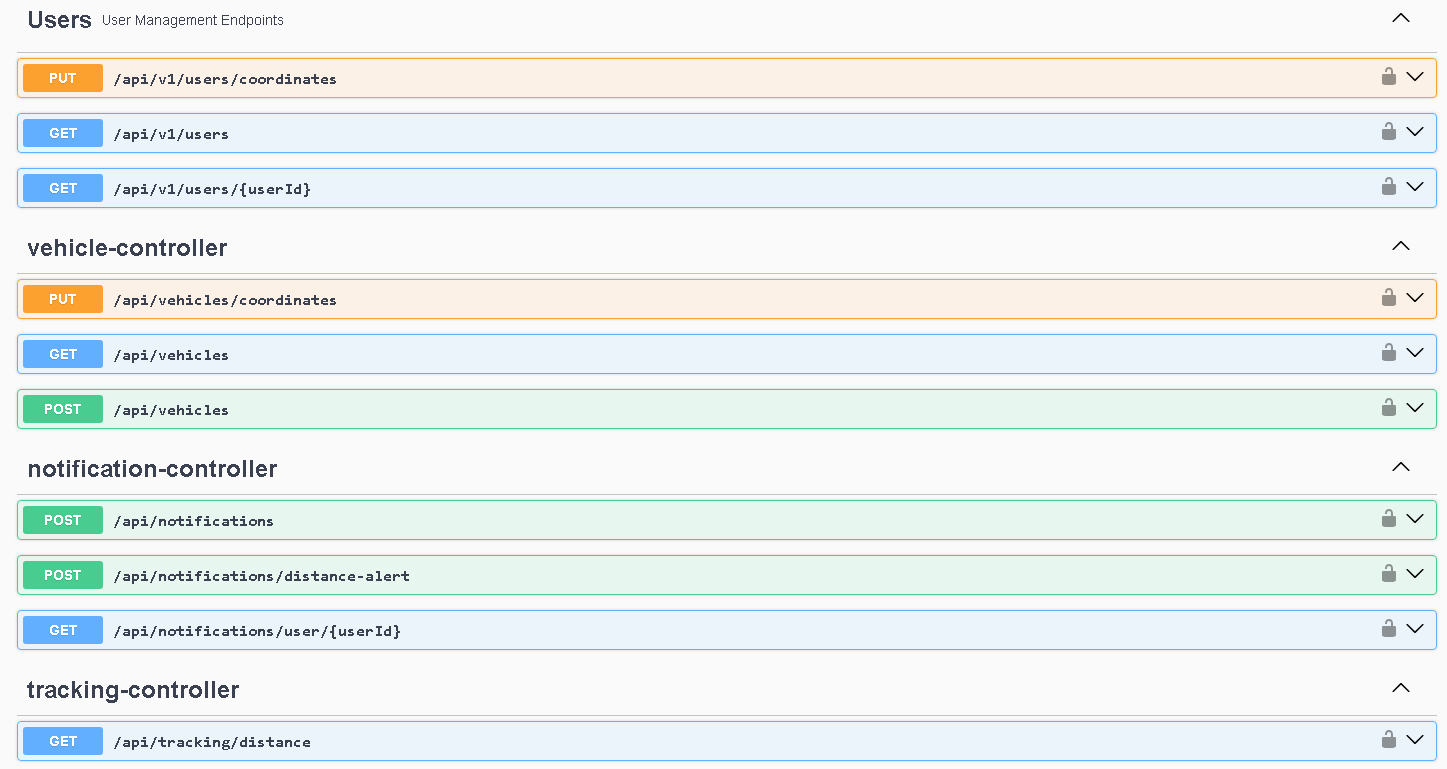 Users User Management Endpoints
PUT /api/v1/users/coordinates
GET /api/v1/users
GET /api/v1/users/{userId}
vehicle-controller
PUT /api/vehicles/coordinates
GET /api/vehicles
POST /api/vehicles
notification-controller
POST /api/notifications
POST /api/notifications/distance-alert
GET /api/notifications/user/{userId}
tracking-controller
GET /api/tracking/distance